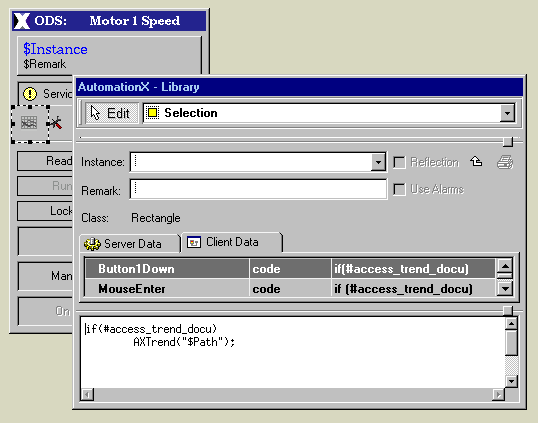 ODS: Motor 1 Speed
$Instance
$Remark
AutomationX - Library
Edit
Selection
Instance:
Reflection
Remark:
Use Alarms
Class: Rectangle
Server Data
Client Data
Button1Down code if(#access_trend_docu)
MouseEnter code if (#access_trend_docu)
if(#access_trend_docu)
AXTrend("$Path");
Servic
Read
Run
Lock
Man
On